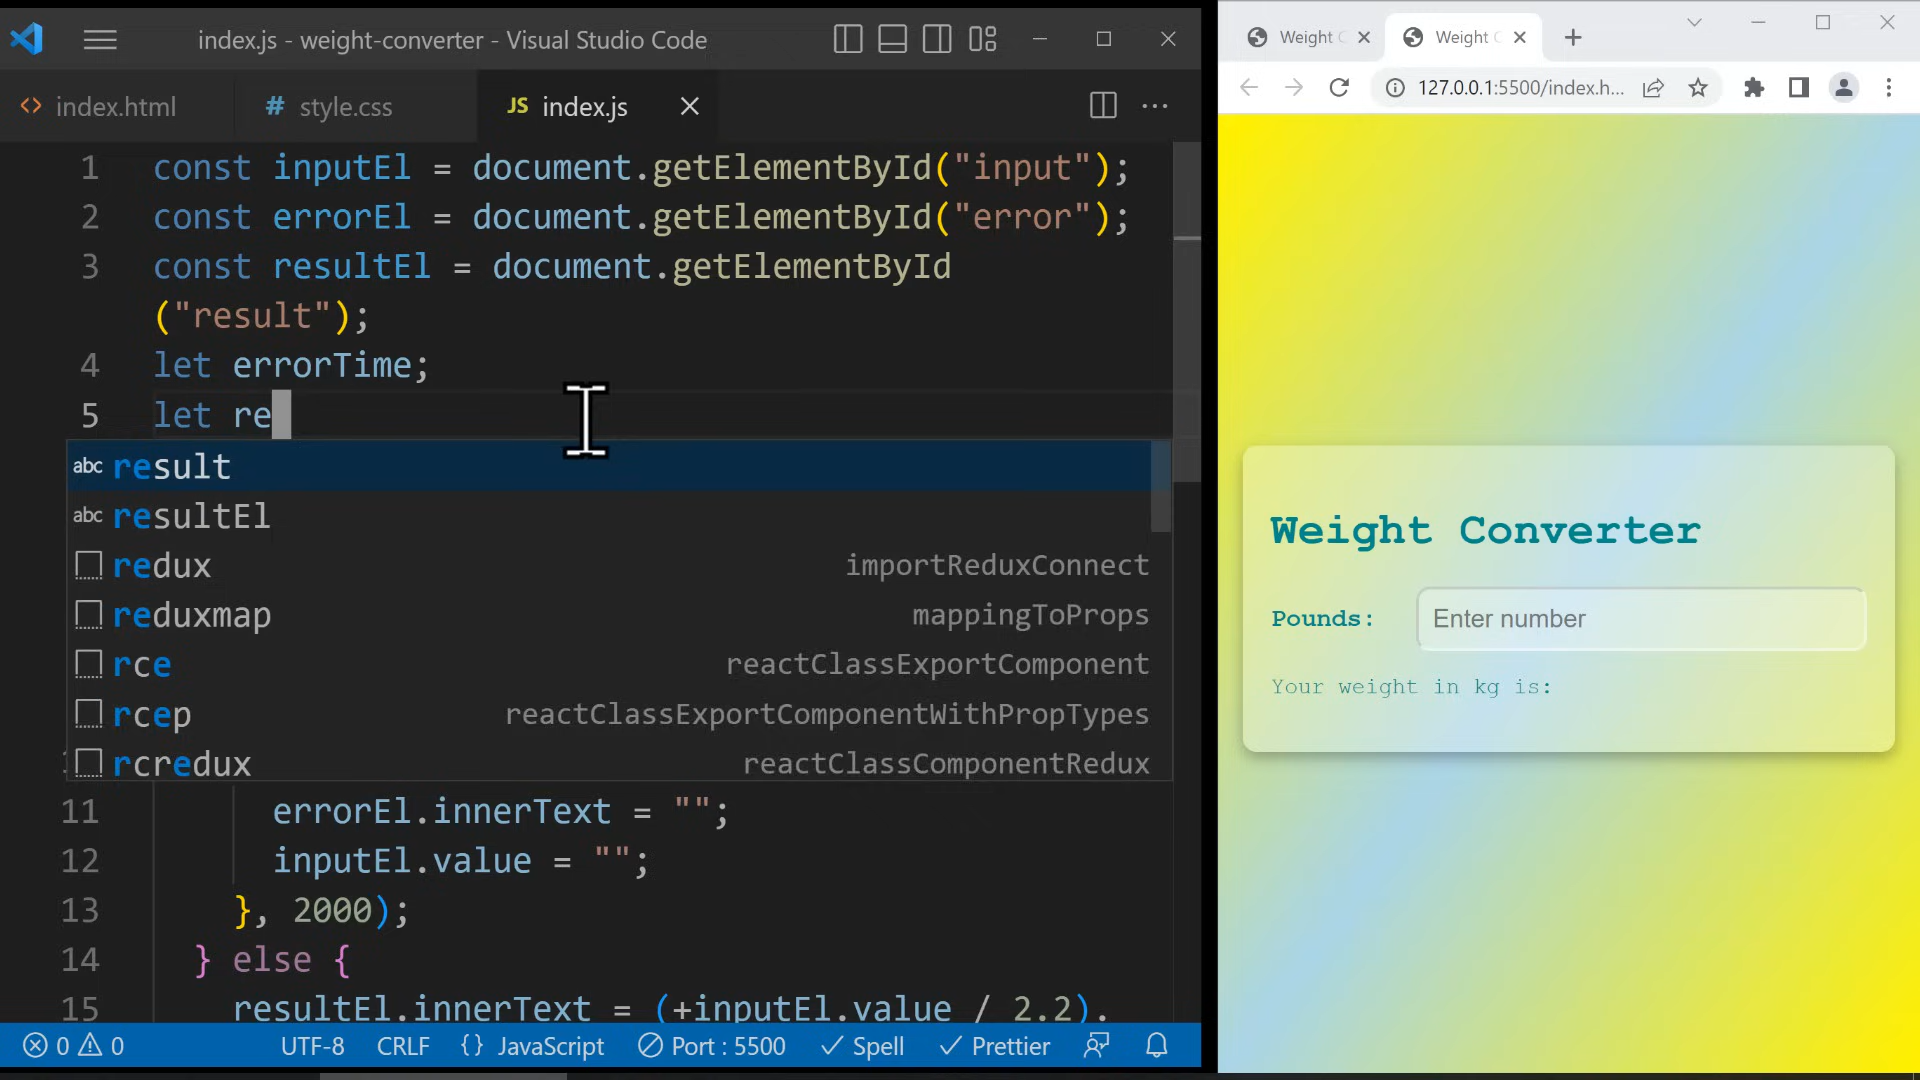 index.js - weight-converter - Visual Studio Code
index.html
style.css
JS index.js
1 const inputEl = document.getElementById("input");
2 const errorEl = document.getElementById("error");
3 const resultEl = document.getElementById
("result");
4 let errorTime;
5 let re
abc result
abc resultEl
redux importReduxConnect
reduxmap mappingToProps
rce reactClassExportComponent
rcep reactClassExportComponentWithPropTypes
rcredux reactClassComponentRedux
11 errorEl.innerText = "";
12 inputEl.value = "";
13 }, 2000);
14 } else {
15 resultEl.innerText = (+inputEl.value / 2.2).
0 0 UTF-8 CRLF {} JavaScript Port : 5500 Spell Prettier
Weight C
Weight C
127.0.0.1:5500/index.h...
Weight Converter
Pounds: Enter number
Your weight in kg is: